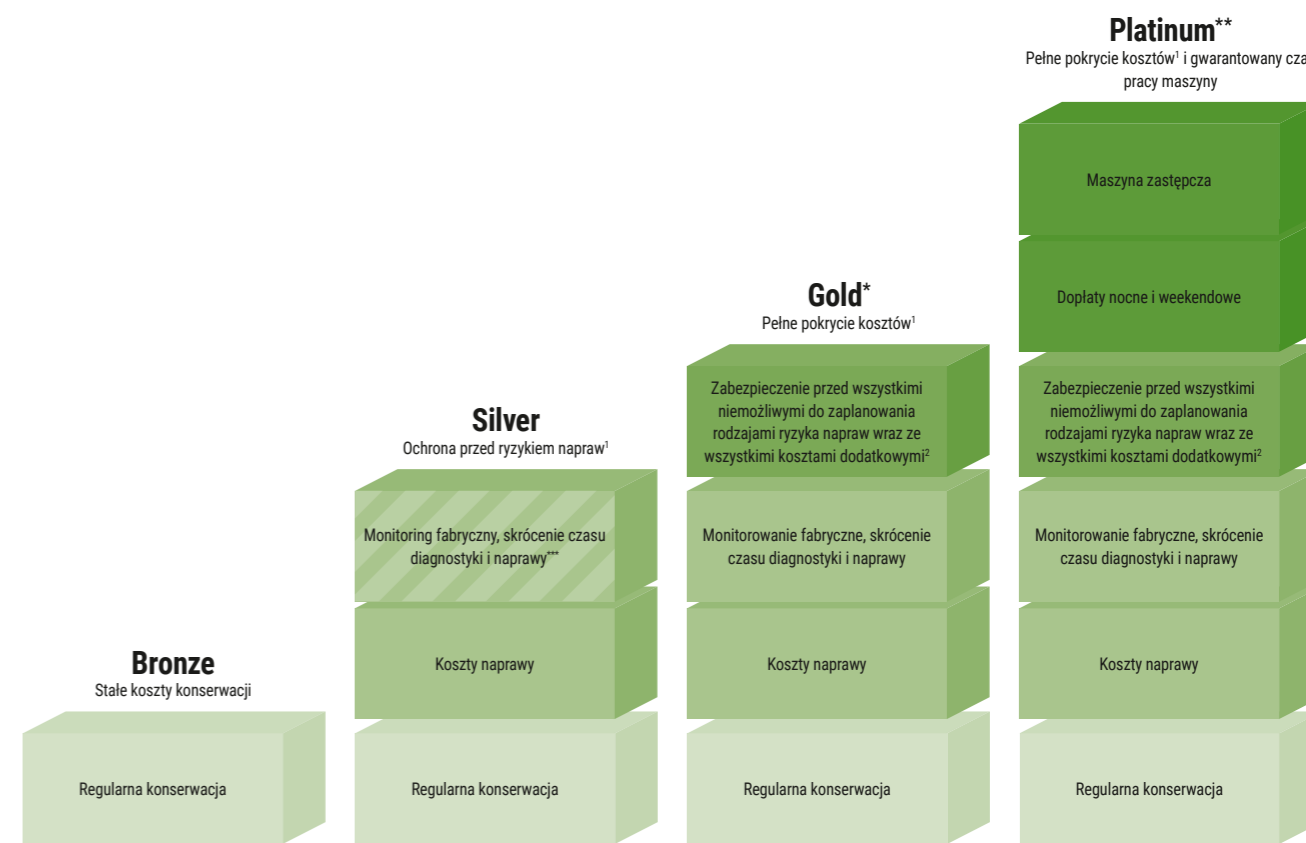 Platinum**
Pełne pokrycie kosztów¹ i gwarantowany cza
pracy maszyny
Maszyna zastępcza
Dopłaty nocne i weekendowe
Zabezpieczenie przed wszystkimi
niemożliwymi do zaplanowania
rodzajami ryzyka napraw wraz ze
wszystkimi kosztami dodatkowymi²
Monitorowanie fabryczne, skrócenie
czasu diagnostyki i naprawy
Koszty naprawy
Regularna konserwacja
Gold*
Pełne pokrycie kosztów¹
Zabezpieczenie przed wszystkimi
niemożliwymi do zaplanowania
rodzajami ryzyka napraw wraz ze
wszystkimi kosztami dodatkowymi²
Monitorowanie fabryczne, skrócenie
czasu diagnostyki i naprawy
Koszty naprawy
Regularna konserwacja
Silver
Ochrona przed ryzykiem napraw¹
Monitoring fabryczny, skrócenie czasu
diagnostyki i naprawy***
Koszty naprawy
Regularna konserwacja
Bronze
Stałe koszty konserwacji
Regularna konserwacja